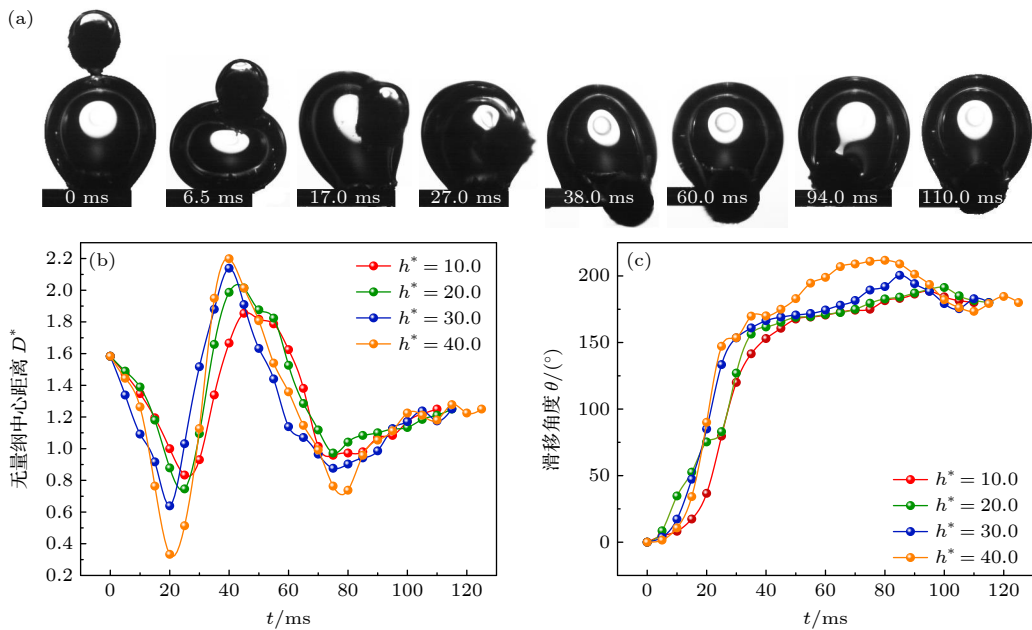 (a)
0 ms
6.5 ms
17.0 ms
27.0 ms
38.0 ms
60.0 ms
94.0 ms
110.0 ms
(b)
h* = 10.0
h* = 20.0
h* = 30.0
h* = 40.0
2.2
2.0
1.8
1.6
1.4
1.2
1.0
0.8
0.6
0.4
0.2
无量纲中心距离 D*
0 20 40 60 80 100 120
t/ms
(c)
200
150
100
50
0
滑移角度 θ/(°)
h* = 10.0
h* = 20.0
h* = 30.0
h* = 40.0
0 20 40 60 80 100 120
t/ms